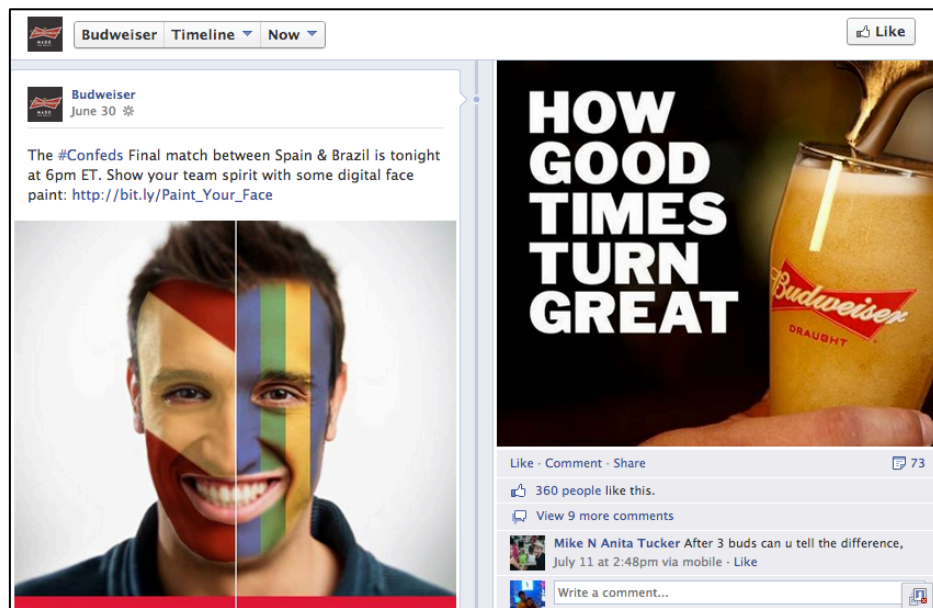 Budweiser Timeline Now
Like
Budweiser
June 30
The #Confeds Final match between Spain & Brazil is tonight
at 6pm ET. Show your team spirit with some digital face
paint: http://bit.ly/Paint_Your_Face
HOW
GOOD
TIMES
TURN
GREAT
Budweiser
DRAUGHT
Like · Comment · Share
73
360 people like this.
View 9 more comments
Mike N Anita Tucker After 3 buds can u tell the difference,
July 11 at 2:48pm via mobile · Like
Write a comment...